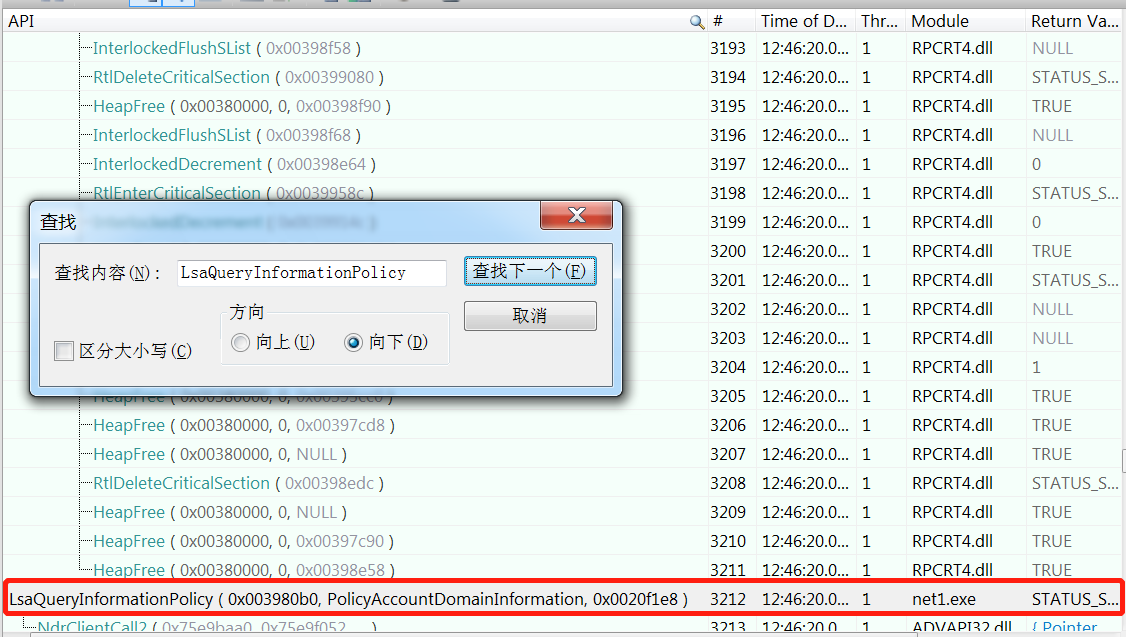 API # Time of D... Thr... Module Return Va...
InterlockedFlushSList ( 0x00398f58 ) 3193 12:46:20.0... 1 RPCRT4.dll NULL
RtlDeleteCriticalSection ( 0x00399080 ) 3194 12:46:20.0... 1 RPCRT4.dll STATUS_S...
HeapFree ( 0x00380000, 0, 0x00398f90 ) 3195 12:46:20.0... 1 RPCRT4.dll TRUE
InterlockedFlushSList ( 0x00398f68 ) 3196 12:46:20.0... 1 RPCRT4.dll NULL
InterlockedDecrement ( 0x00398e64 ) 3197 12:46:20.0... 1 RPCRT4.dll 0
RtlEnterCriticalSection ( 0x0039958c ) 3198 12:46:20.0... 1 RPCRT4.dll STATUS_S...
3199 12:46:20.0... 1 RPCRT4.dll 0
3200 12:46:20.0... 1 RPCRT4.dll TRUE
3201 12:46:20.0... 1 RPCRT4.dll STATUS_S...
3202 12:46:20.0... 1 RPCRT4.dll NULL
3203 12:46:20.0... 1 RPCRT4.dll NULL
3204 12:46:20.0... 1 RPCRT4.dll 1
查找
查找内容(N): LsaQueryInformationPolicy 查找下一个(F)
方向 取消
区分大小写(C) 向上(U) 向下(D)
HeapFree ( 0x00380000, 0, 3205 12:46:20.0... 1 RPCRT4.dll TRUE
HeapFree ( 0x00380000, 0, 0x00397cd8 ) 3206 12:46:20.0... 1 RPCRT4.dll TRUE
HeapFree ( 0x00380000, 0, NULL ) 3207 12:46:20.0... 1 RPCRT4.dll TRUE
RtlDeleteCriticalSection ( 0x00398edc ) 3208 12:46:20.0... 1 RPCRT4.dll STATUS_S...
HeapFree ( 0x00380000, 0, NULL ) 3209 12:46:20.0... 1 RPCRT4.dll TRUE
HeapFree ( 0x00380000, 0, 0x00397c90 ) 3210 12:46:20.0... 1 RPCRT4.dll TRUE
HeapFree ( 0x00380000, 0, 0x00398e58 ) 3211 12:46:20.0... 1 RPCRT4.dll TRUE
LsaQueryInformationPolicy ( 0x003980b0, PolicyAccountDomainInformation, 0x0020f1e8 ) 3212 12:46:20.0... 1 net1.exe STATUS_S...
NdrClientCall2 ( 0x75e9baa0, 0x75e9f052, ... ) 3213 12:46:20.0... 1 ADVAPI32.dll { Pointer